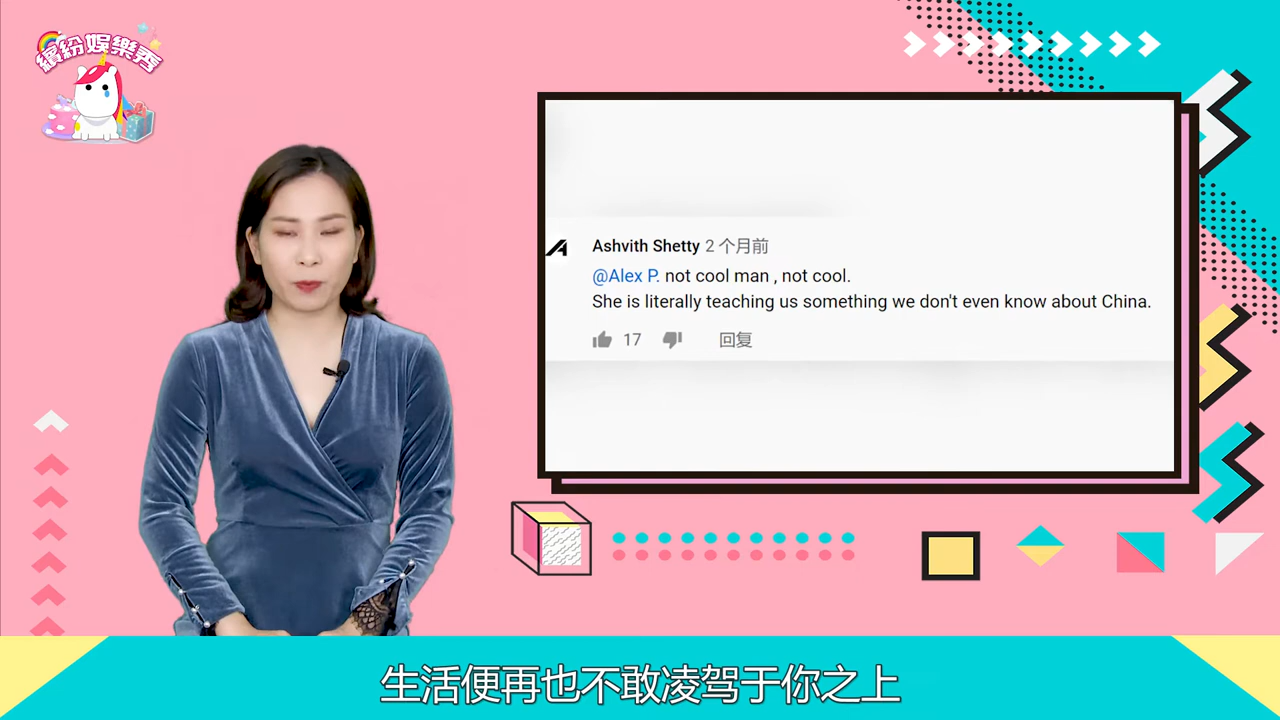 繽紛娛樂秀
Ashvith Shetty 2 个月前
@Alex P. not cool man , not cool.
She is literally teaching us something we don't even know about China.
17
回复
生活便再也不敢凌驾于你之上